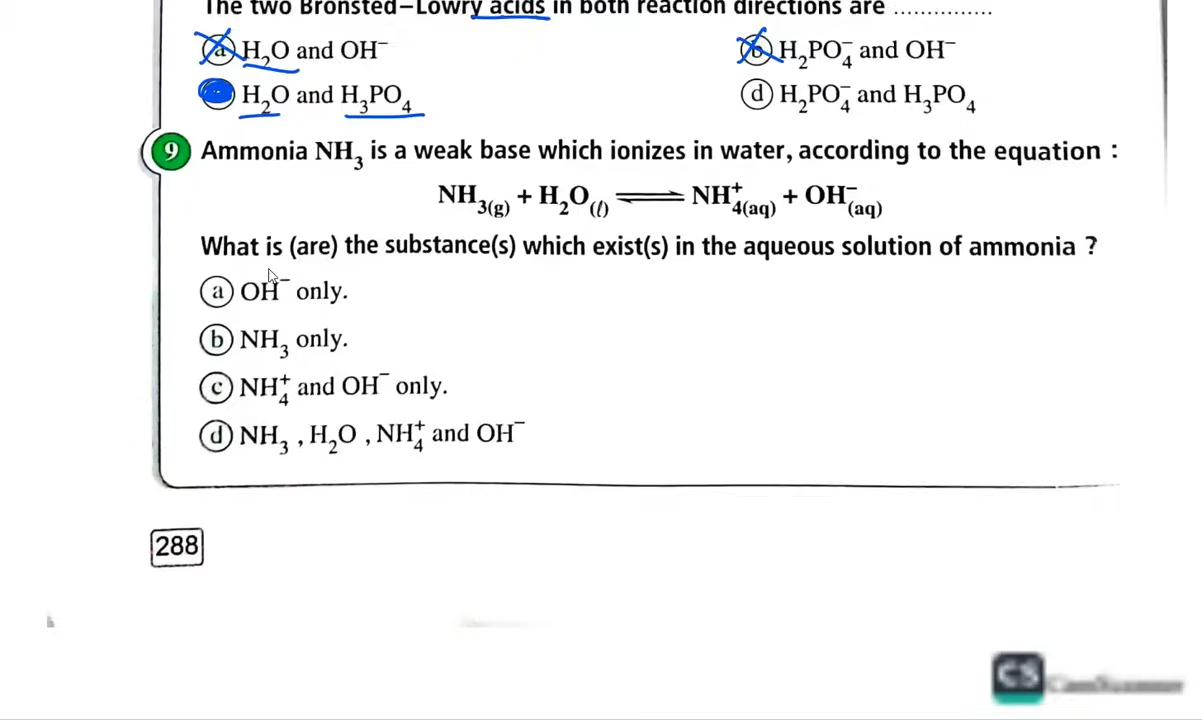 The two Bronsted–Lowry acids in both reaction directions are ...............
a H₂O and OH⁻
b H₂PO₄⁻ and OH⁻
H₂O and H₃PO₄
d H₂PO₄⁻ and H₃PO₄
9 Ammonia NH₃ is a weak base which ionizes in water, according to the equation :
NH₃(g) + H₂O(l) ⇌ NH₄⁺(aq) + OH⁻(aq)
What is (are) the substance(s) which exist(s) in the aqueous solution of ammonia ?
a OH⁻ only.
b NH₃ only.
c NH₄⁺ and OH⁻ only.
d NH₃ , H₂O , NH₄⁺ and OH⁻
288
CS CamScanner